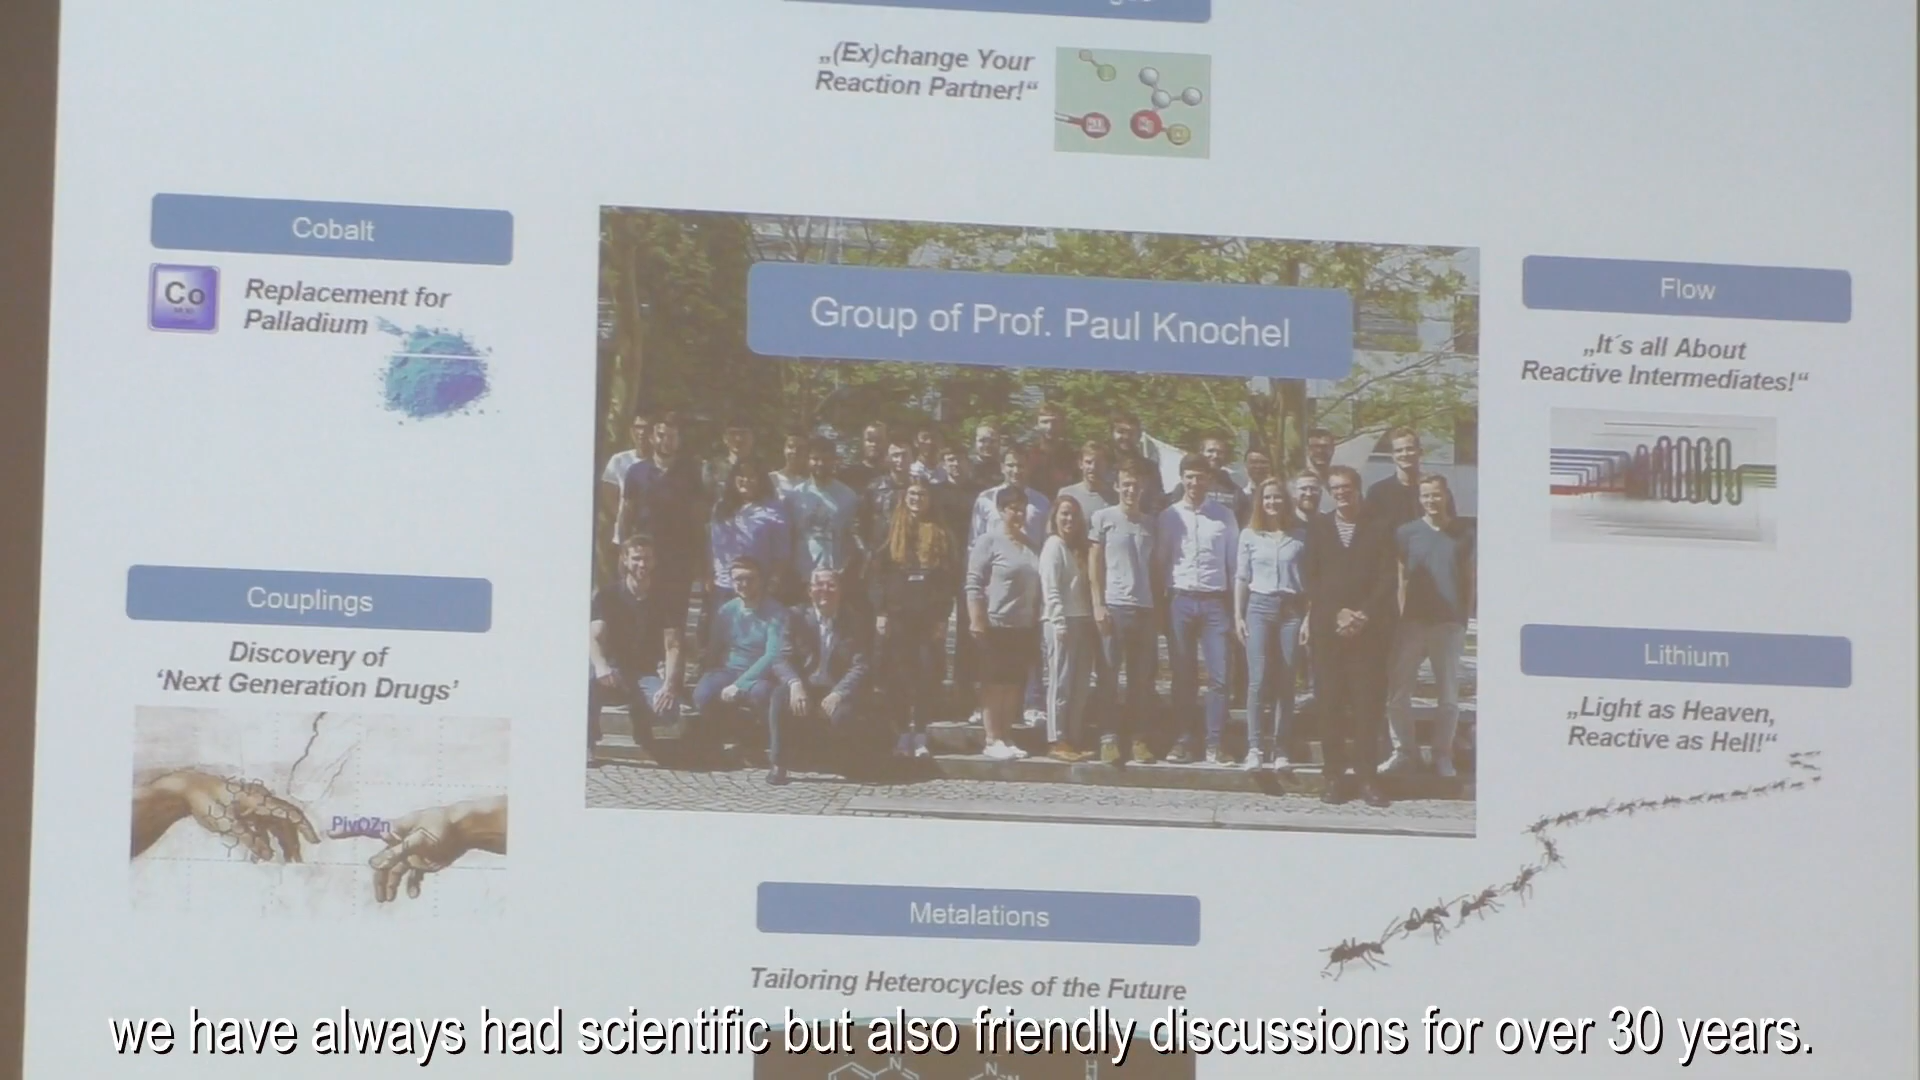 „(Ex)change Your
Reaction Partner!“
Cobalt
Co
Replacement for
Palladium
Group of Prof. Paul Knochel
Flow
„It´s all About
Reactive Intermediates!“
Couplings
Discovery of
‘Next Generation Drugs’
PivOZn
Lithium
„Light as Heaven,
Reactive as Hell!“
Metalations
Tailoring Heterocycles of the Future
we have always had scientific but also friendly discussions for over 30 years.
N
N
H